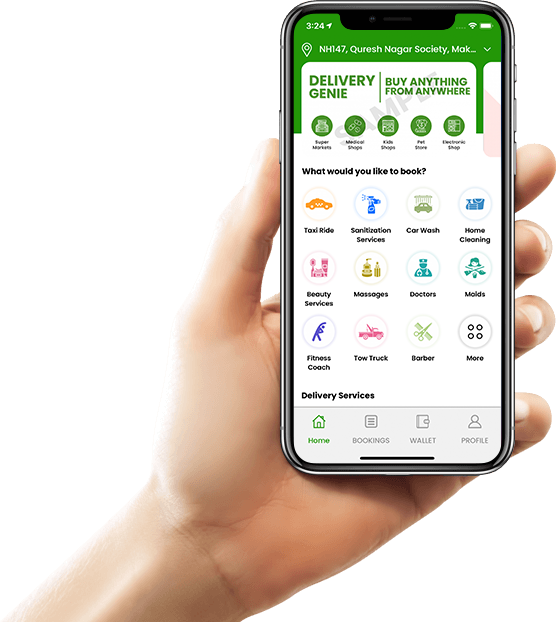 3:24
NH147, Quresh Nagar Society, Mak...
DELIVERY
GENIE
BUY ANYTHING
FROM ANYWHERE
SAMPLE
Super
Markets
Medical
Shops
Kids
Shops
Pet
Store
Electronic
Shop
What would you like to book?
Taxi Ride
Sanitization
Services
Car Wash
Home
Cleaning
Beauty
Services
Massages
Doctors
Maids
Fitness
Coach
Tow Truck
Barber
More
Delivery Services
Home
BOOKINGS
WALLET
PROFILE